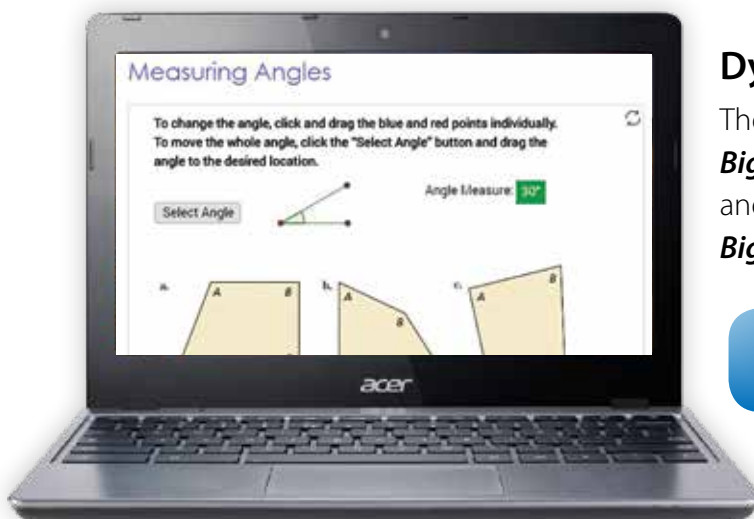 Measuring Angles
To change the angle, click and drag the blue and red points individually.
To move the whole angle, click the "Select Angle" button and drag the
angle to the desired location.
Select Angle
Angle Measure: 30°
a.
A
B
b.
A
B
c.
A
B
acer
Dy
The
Big
and
Big